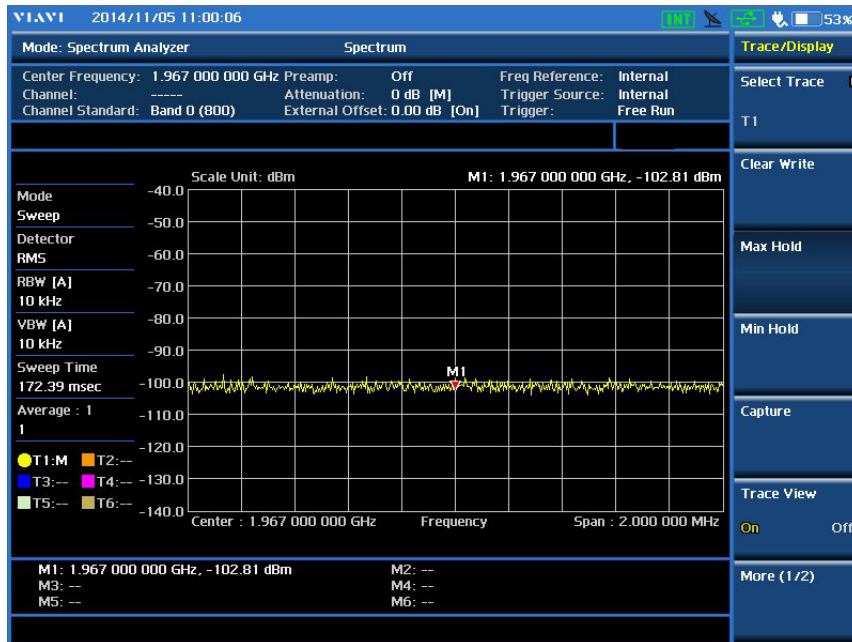 VIAVI 2014/11/05 11:00:06 INT 53%
Mode: Spectrum Analyzer Spectrum
Center Frequency: 1.967 000 000 GHz Preamp: Off Freq Reference: Internal
Channel: ----- Attenuation: 0 dB [M] Trigger Source: Internal
Channel Standard: Band 0 (800) External Offset: 0.00 dB [On] Trigger: Free Run
Scale Unit: dBm M1: 1.967 000 000 GHz, -102.81 dBm
Mode
Sweep
Detector
RMS
RBW [A]
10 kHz
VBW [A]
10 kHz
Sweep Time
172.39 msec
Average : 1
1
T1:M T2:--
T3:-- T4:--
T5:-- T6:--
-40.0
-50.0
-60.0
-70.0
-80.0
-90.0
-100.0
-110.0
-120.0
-130.0
-140.0
M1
Center : 1.967 000 000 GHz Frequency Span : 2.000 000 MHz
M1: 1.967 000 000 GHz, -102.81 dBm M2: --
M3: -- M4: --
M5: -- M6: --
Trace/Display
Select Trace
T1
Clear Write
Max Hold
Min Hold
Capture
Trace View
On Off
More (1/2)